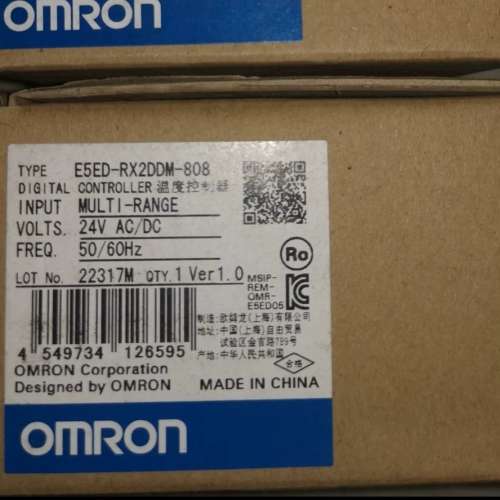 OMRON
TYPE E5ED-RX2DDM-808
DIGITAL CONTROLLER 温度控制器
INPUT MULTI-RANGE
VOLTS. 24V AC/DC
FREQ. 50/60Hz
LOT No. 22317M QTY.1 Ver1.0
Ro
MSIP-
REM-
OMR-
E5ED05
4 549734 126595
制造: 欧姆龙(上海)有限公司
地址: 中国(上海)自由贸易
试验区金吉路789号
产地: 中华人民共和国
合格
OMRON Corporation
Designed by OMRON
MADE IN CHINA
OMRON